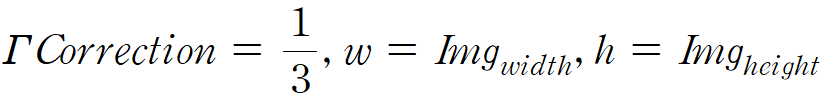 ΓCorrection = 1/3, w = Img_width, h = Img_height